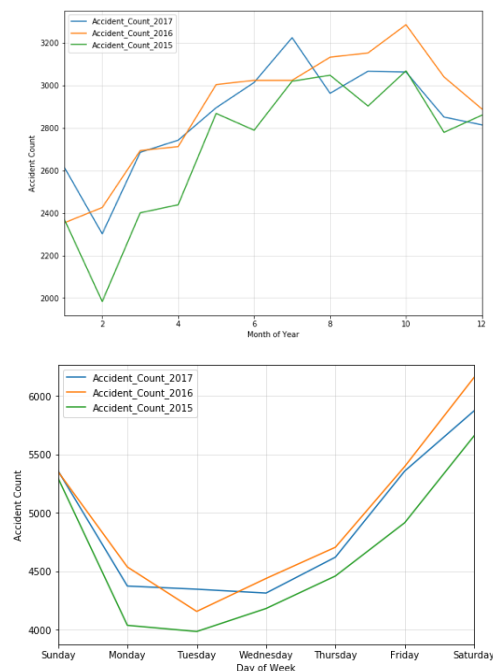 Accident_Count_2017
Accident_Count_2016
Accident_Count_2015
3200
3000
2800
2600
2400
2200
2000
Accident Count
2 4 6 8 10 12
Month of Year
Accident_Count_2017
Accident_Count_2016
Accident_Count_2015
6000
5500
5000
4500
4000
Accident Count
Sunday Monday Tuesday Wednesday Thursday Friday Saturday
Day of Week